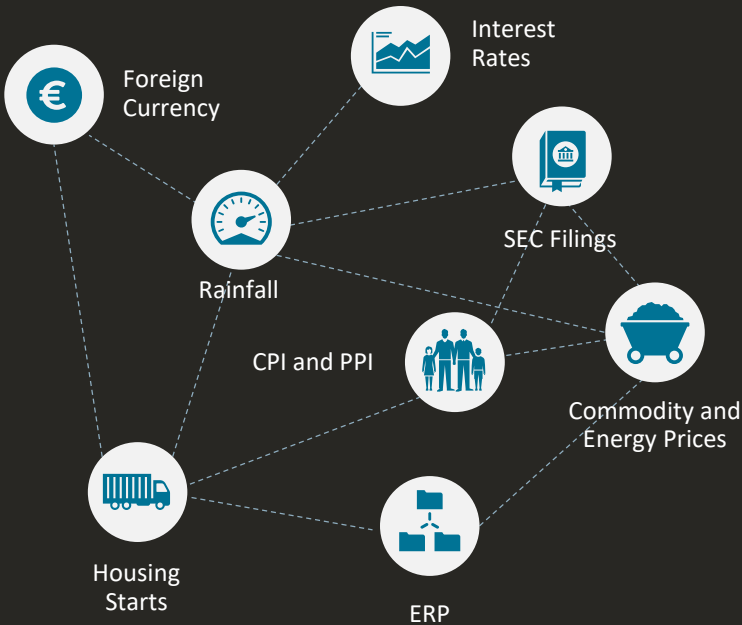 Interest
Rates
Foreign
Currency
€
SEC Filings
Rainfall
CPI and PPI
Commodity and
Energy Prices
Housing
Starts
ERP